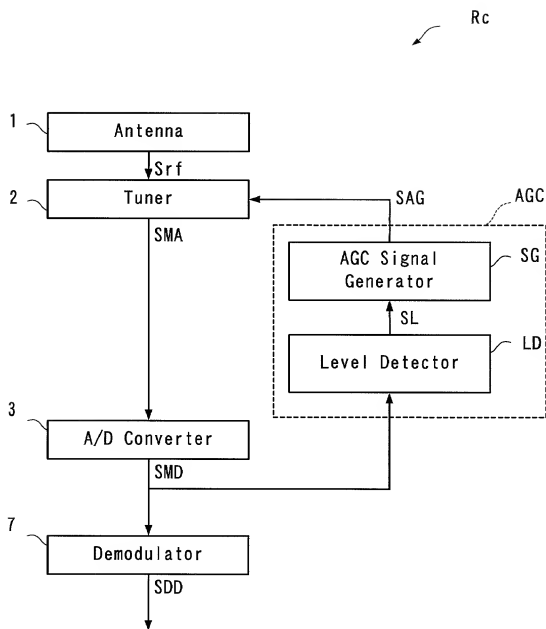 Rc
1
Antenna
Srf
2
Tuner
SAG
AGC
SMA
AGC Signal
Generator
SG
SL
Level Detector
LD
3
A/D Converter
SMD
7
Demodulator
SDD